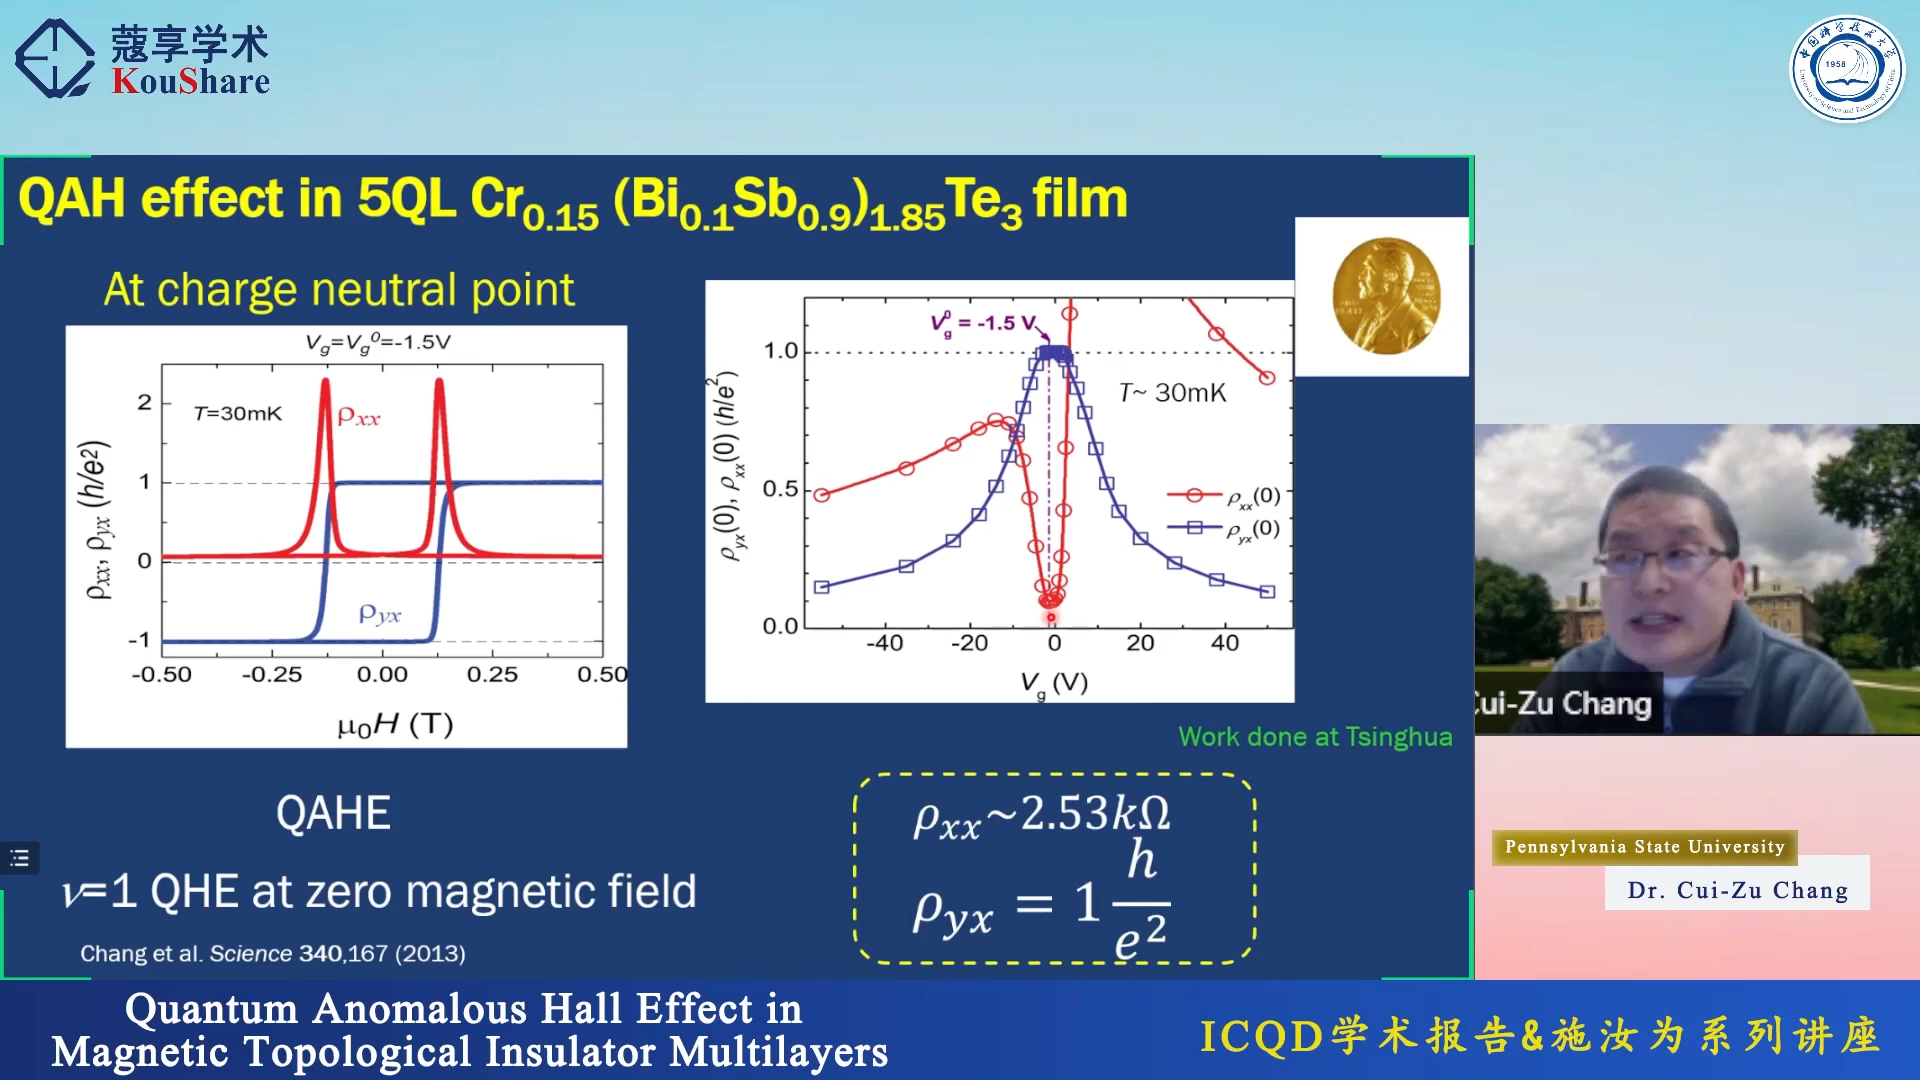 蔻享学术
KouShare
1958
QAH effect in 5QL Cr0.15 (Bi0.1Sb0.9)1.85Te3 film
At charge neutral point
Vg=Vg0=-1.5V
T=30mK
ρxx
ρyx
ρxx, ρyx (h/e2)
2
1
0
-1
-0.50 -0.25 0.00 0.25 0.50
μ0H (T)
Vg0 = -1.5 V
T~ 30mK
ρyx(0), ρxx(0) (h/e2)
1.0
0.5
0.0
ρxx(0)
ρyx(0)
-40 -20 0 20 40
Vg (V)
Work done at Tsinghua
QAHE
ν=1 QHE at zero magnetic field
Chang et al. Science 340,167 (2013)
ρxx~2.53kΩ
ρyx = 1 h/e2
Cui-Zu Chang
Pennsylvania State University
Dr. Cui-Zu Chang
Quantum Anomalous Hall Effect in
Magnetic Topological Insulator Multilayers
ICQD学术报告&施汝为系列讲座